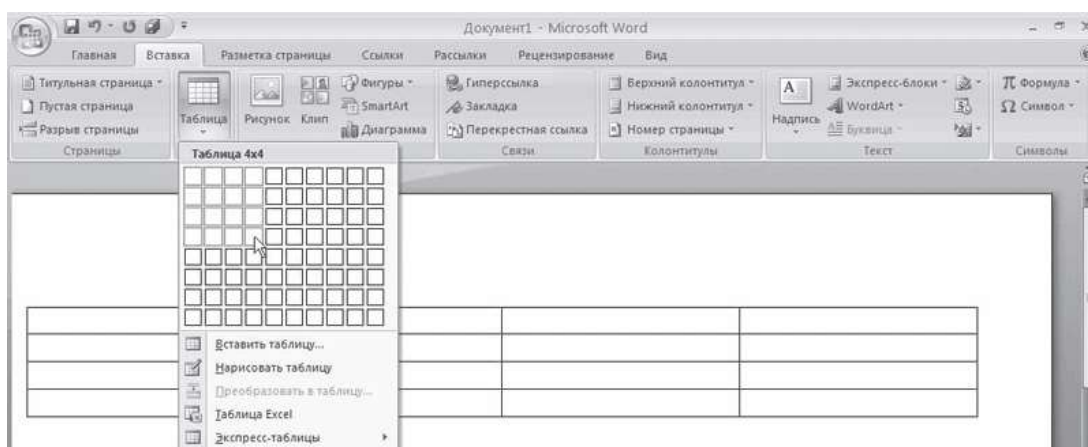 Документ1 - Microsoft Word
Главная Вставка Разметка страницы Ссылки Рассылки Рецензирование Вид
Титульная страница
Пустая страница
Разрыв страницы
Страницы
Таблица
Рисунок
Клип
Фигуры
SmartArt
Диаграмма
Гиперссылка
Закладка
Перекрестная ссылка
Связи
Верхний колонтитул
Нижний колонтитул
Номер страницы
Колонтитулы
A
Надпись
Экспресс-блоки
WordArt
Буквица
Текст
π Формула
Ω Символ
Символы
Таблица 4x4
Вставить таблицу...
Нарисовать таблицу
Преобразовать в таблицу...
Таблица Excel
Экспресс-таблицы